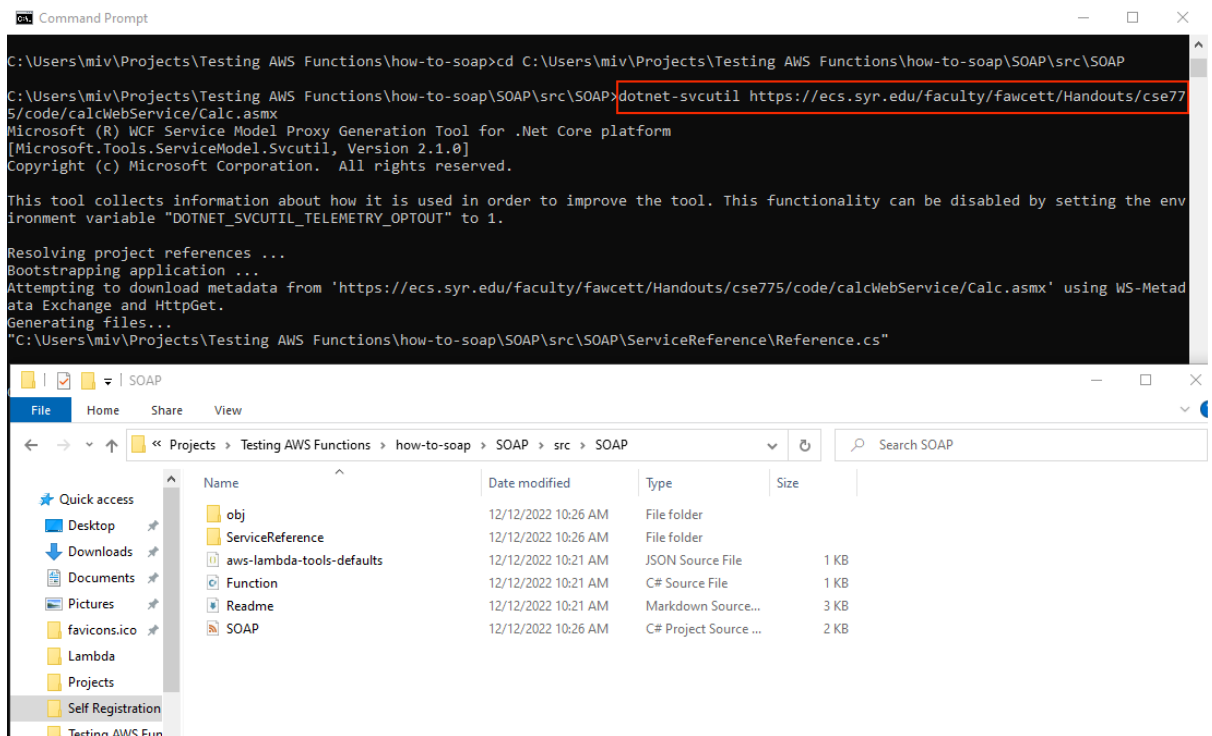 Command Prompt
C:\Users\miv\Projects\Testing AWS Functions\how-to-soap>cd C:\Users\miv\Projects\Testing AWS Functions\how-to-soap\SOAP\src\SOAP
C:\Users\miv\Projects\Testing AWS Functions\how-to-soap\SOAP\src\SOAP>dotnet-svcutil https://ecs.syr.edu/faculty/fawcett/Handouts/cse77
5/code/calcWebService/Calc.asmx
Microsoft (R) WCF Service Model Proxy Generation Tool for .Net Core platform
[Microsoft.Tools.ServiceModel.Svcutil, Version 2.1.0]
Copyright (c) Microsoft Corporation.  All rights reserved.
This tool collects information about how it is used in order to improve the tool. This functionality can be disabled by setting the env
ironment variable "DOTNET_SVCUTIL_TELEMETRY_OPTOUT" to 1.
Resolving project references ...
Bootstrapping application ...
Attempting to download metadata from 'https://ecs.syr.edu/faculty/fawcett/Handouts/cse775/code/calcWebService/Calc.asmx' using WS-Metad
ata Exchange and HttpGet.
Generating files...
"C:\Users\miv\Projects\Testing AWS Functions\how-to-soap\SOAP\src\SOAP\ServiceReference\Reference.cs"
SOAP
File Home Share View
« Projects › Testing AWS Functions › how-to-soap › SOAP › src › SOAP Search SOAP
Name Date modified Type Size
Quick access
Desktop
Downloads
Documents
Pictures
favicons.ico
Lambda
Projects
Self Registration
Testing AWS Fun
obj 12/12/2022 10:26 AM File folder
ServiceReference 12/12/2022 10:26 AM File folder
aws-lambda-tools-defaults 12/12/2022 10:21 AM JSON Source File 1 KB
Function 12/12/2022 10:21 AM C# Source File 1 KB
Readme 12/12/2022 10:21 AM Markdown Source... 3 KB
SOAP 12/12/2022 10:26 AM C# Project Source ... 2 KB